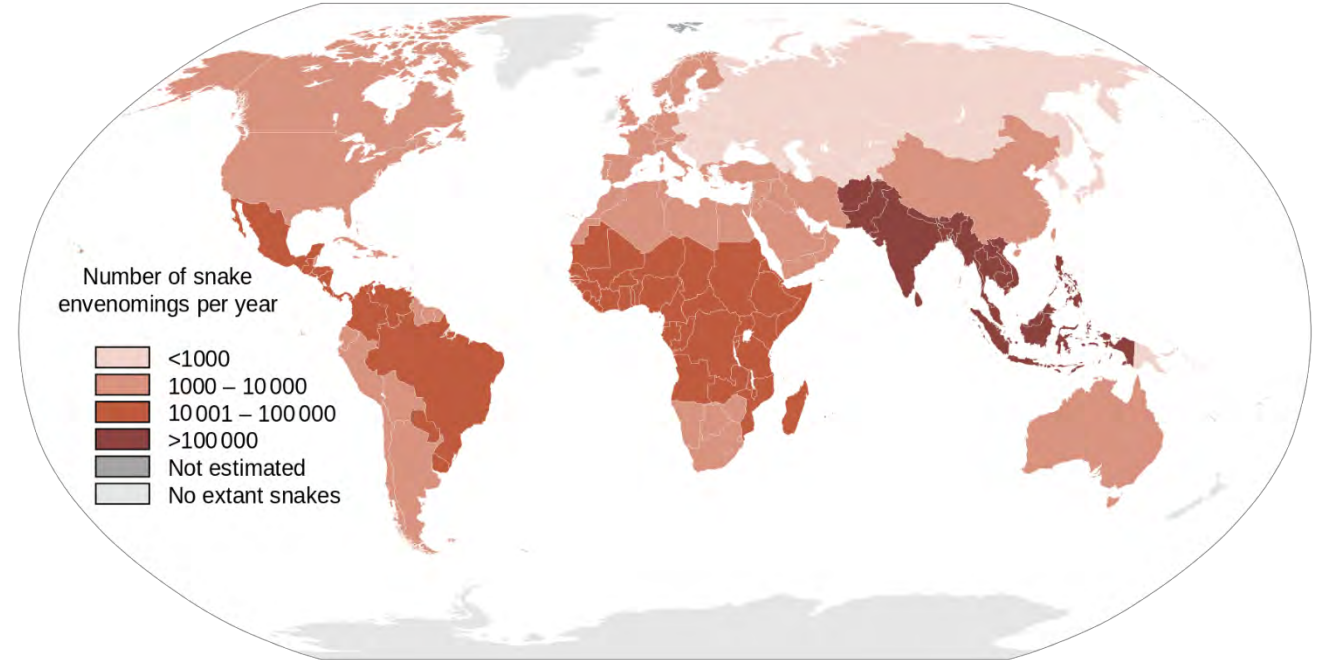 Number of snake
envenomings per year
<1000
1000 – 10 000
10 001 – 100 000
>100 000
Not estimated
No extant snakes